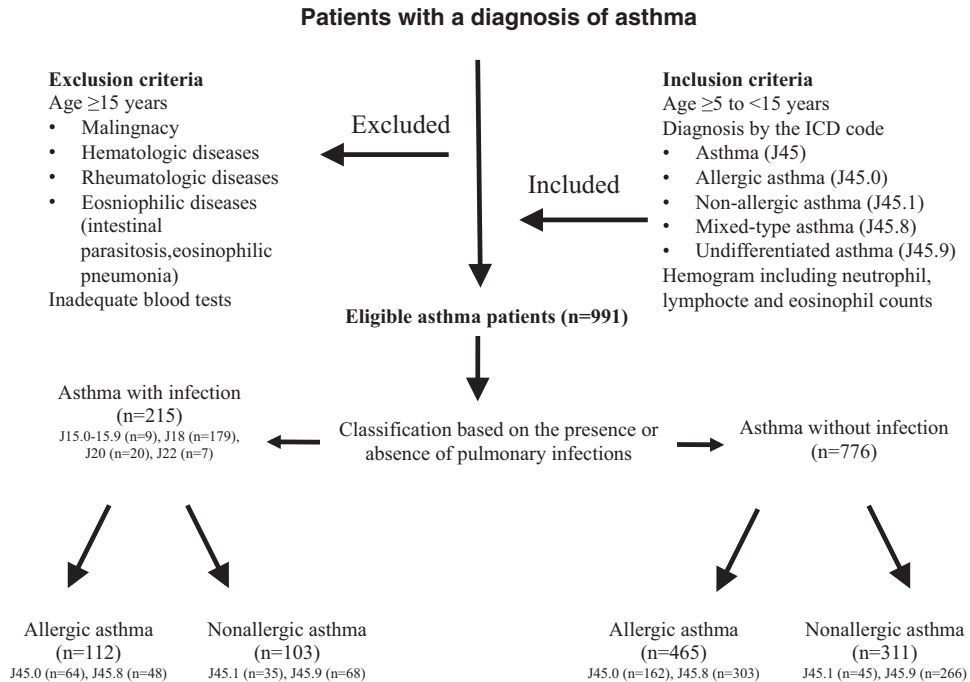 Patients with a diagnosis of asthma
Exclusion criteria
Age ≥15 years
• Malingnacy
• Hematologic diseases
• Rheumatologic diseases
• Eosniophilic diseases
(intestinal
parasitosis,eosinophilic
pneumonia)
Inadequate blood tests
Excluded
Included
Inclusion criteria
Age ≥5 to <15 years
Diagnosis by the ICD code
• Asthma (J45)
• Allergic asthma (J45.0)
• Non-allergic asthma (J45.1)
• Mixed-type asthma (J45.8)
• Undifferentiated asthma (J45.9)
Hemogram including neutrophil,
lymphocte and eosinophil counts
Eligible asthma patients (n=991)
Asthma with infection
(n=215)
J15.0-15.9 (n=9), J18 (n=179),
J20 (n=20), J22 (n=7)
Classification based on the presence or
absence of pulmonary infections
Asthma without infection
(n=776)
Allergic asthma
(n=112)
J45.0 (n=64), J45.8 (n=48)
Nonallergic asthma
(n=103)
J45.1 (n=35), J45.9 (n=68)
Allergic asthma
(n=465)
J45.0 (n=162), J45.8 (n=303)
Nonallergic asthma
(n=311)
J45.1 (n=45), J45.9 (n=266)